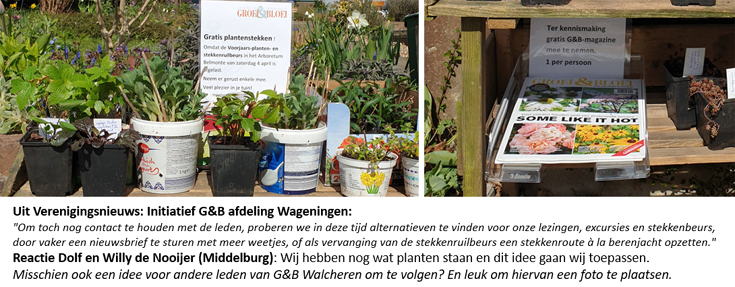 GROEI&BLOEI
Gratis plantenstekken :
Omdat de Voorjaars-planten- en
stekkenruilbeurs in het Arboretum
Belmonte van zaterdag 4 april is
afgelast.
Neem er gerust enkele mee.
Veel plezier in je tuin!
Ter kennismaking
gratis G&B-magazine
mee te nemen.
1 per persoon
GROEI&BLOEI
SOME LIKE IT HOT
Uit Verenigingsnieuws: Initiatief G&B afdeling Wageningen:
"Om toch nog contact te houden met de leden, proberen we in deze tijd alternatieven te vinden voor onze lezingen, excursies en stekkenbeurs,
door vaker een nieuwsbrief te sturen met meer weetjes, of als vervanging van de stekkenruilbeurs een stekkenroute à la berenjacht opzetten."
Reactie Dolf en Willy de Nooijer (Middelburg): Wij hebben nog wat planten staan en dit idee gaan wij toepassen.
Misschien ook een idee voor andere leden van G&B Walcheren om te volgen? En leuk om hiervan een foto te plaatsen.